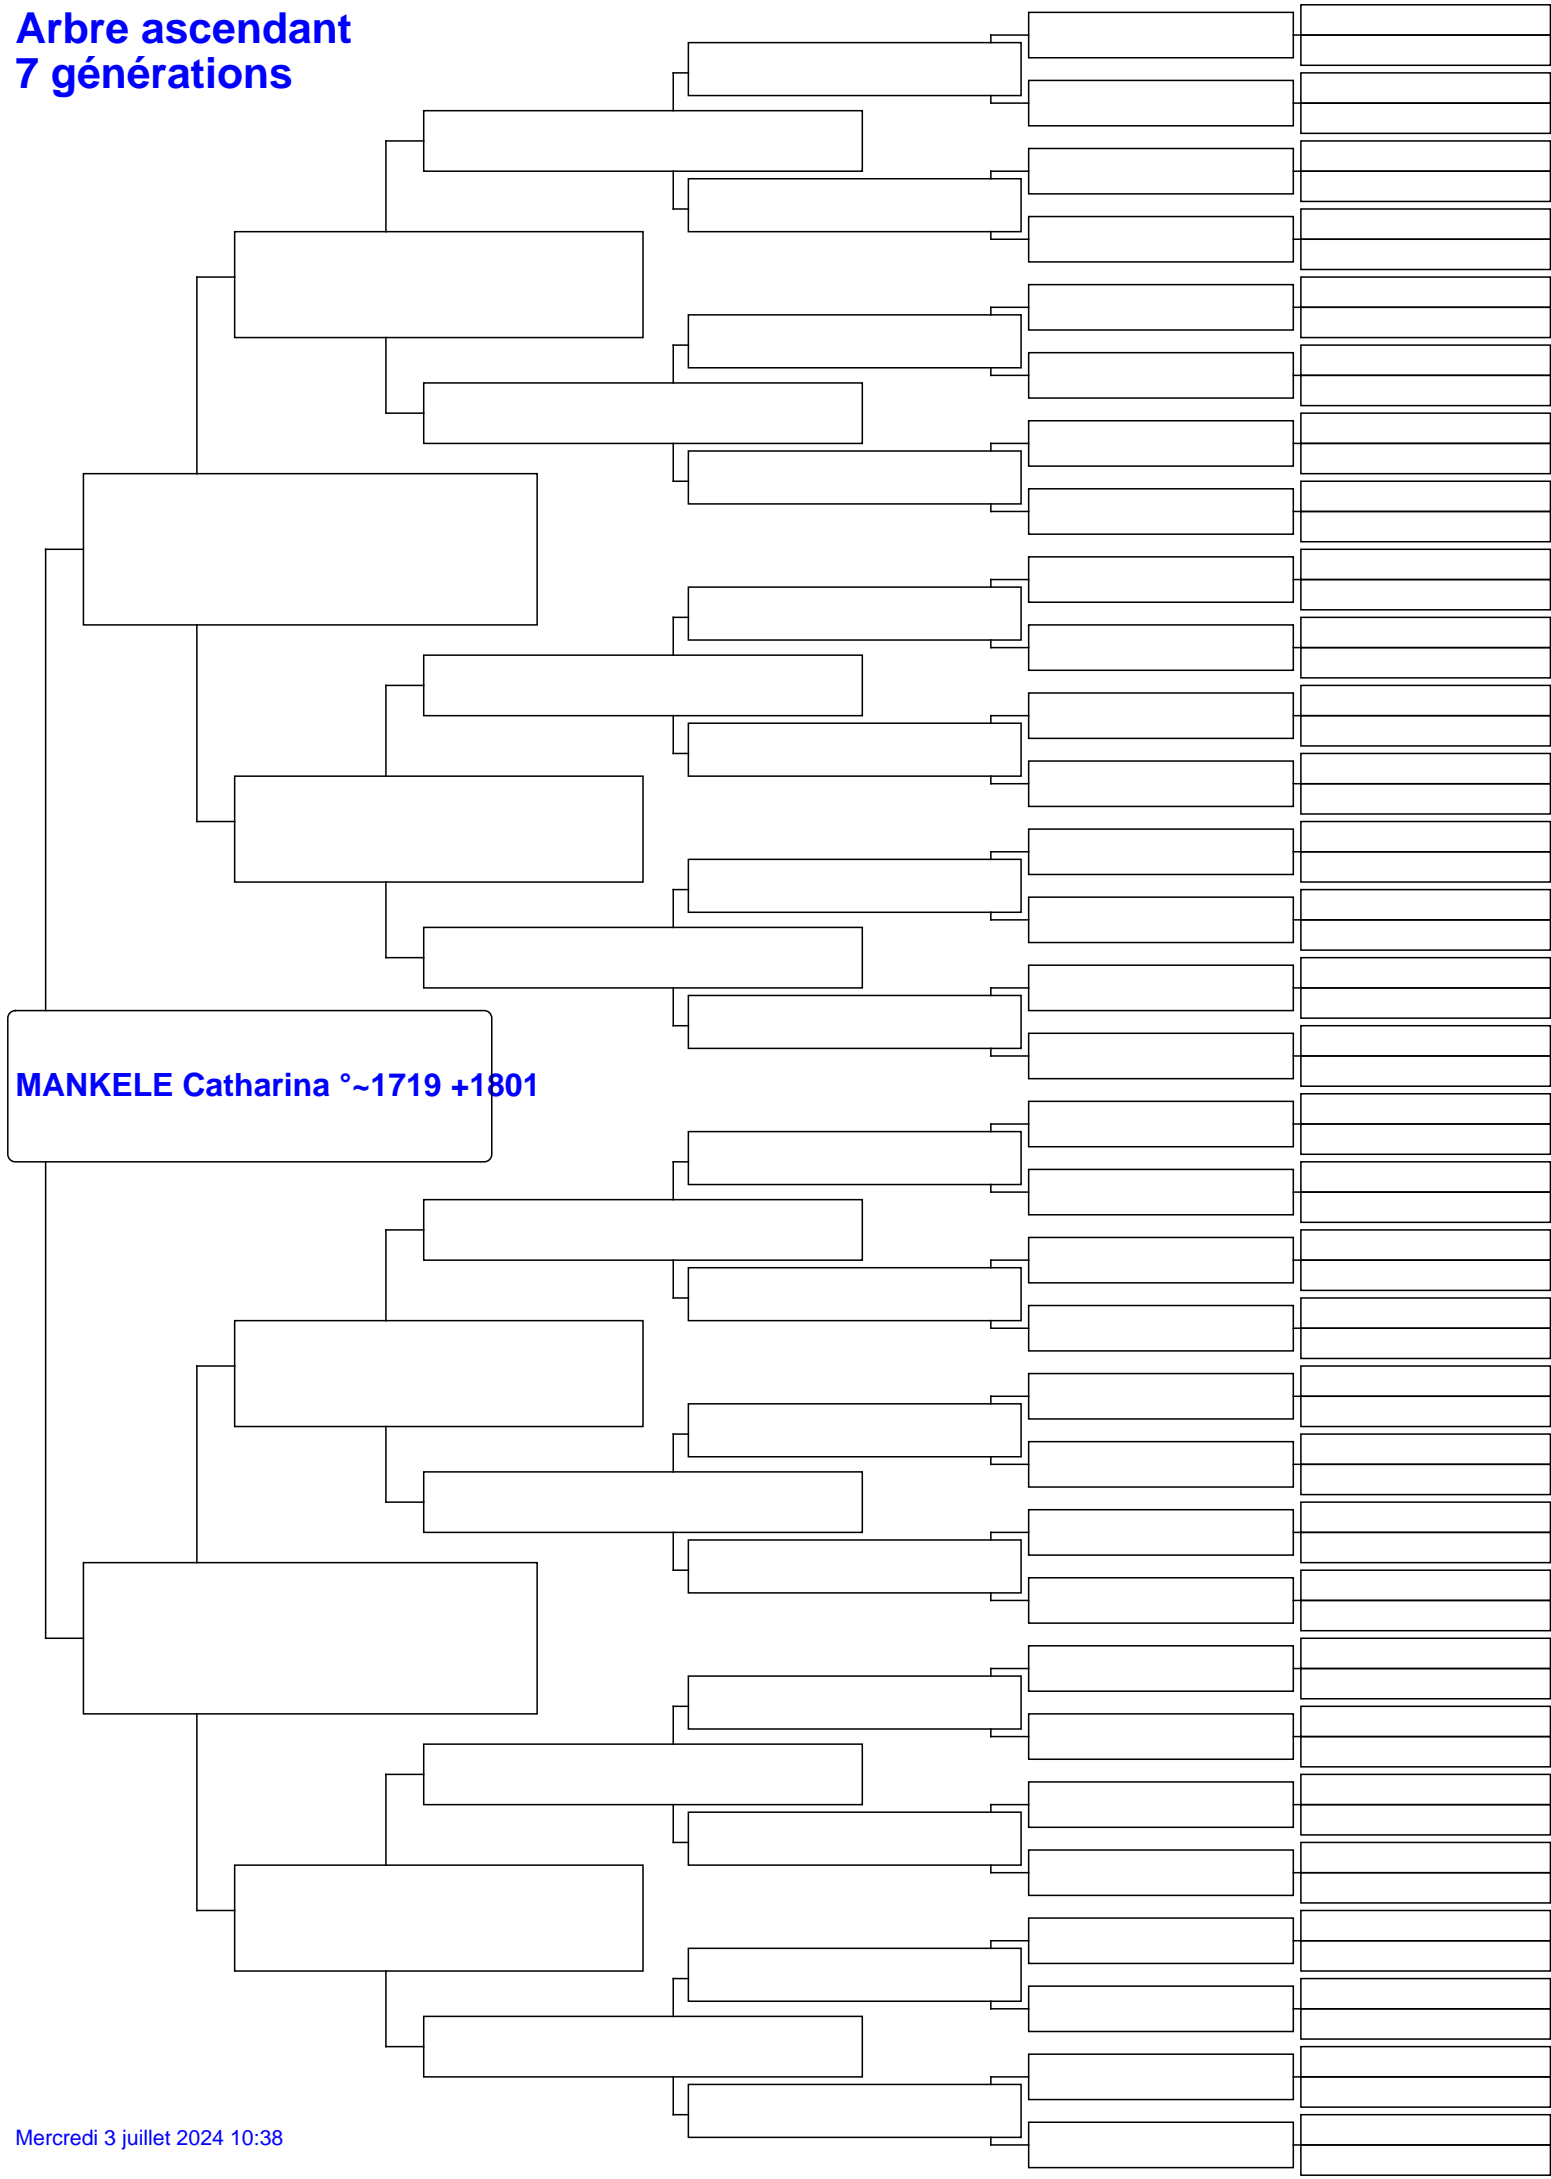 Arbre ascendant
7 générations
MANKELE Catharina °~1719 +1801
Mercredi 3 juillet 2024 10:38